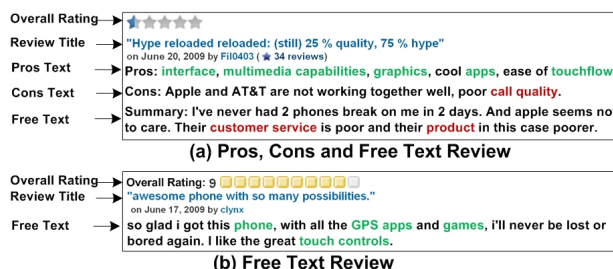 Overall Rating
Review Title
"Hype reloaded reloaded: (still) 25 % quality, 75 % hype"
on June 20, 2009 by Fil0403 ( 34 reviews)
Pros Text
Pros: interface, multimedia capabilities, graphics, cool apps, ease of touchflow
Cons Text
Cons: Apple and AT&T are not working together well, poor call quality.
Free Text
Summary: I've never had 2 phones break on me in 2 days. And apple seems not
to care. Their customer service is poor and their product in this case poorer.
(a) Pros, Cons and Free Text Review
Overall Rating
Overall Rating: 9
Review Title
"awesome phone with so many possibilities."
on June 17, 2009 by clynx
Free Text
so glad i got this phone, with all the GPS apps and games, i'll never be lost or
bored again. I like the great touch controls.
(b) Free Text Review